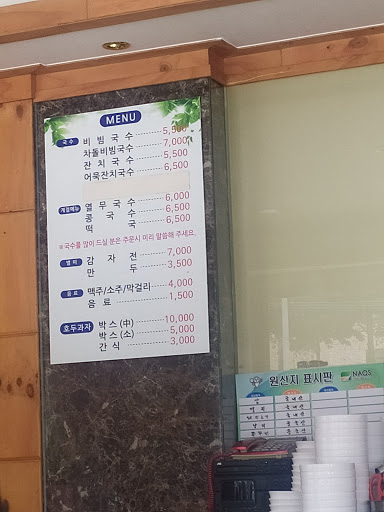 MENU
국수 비빔국수 5,500
차돌비빔국수 7,000
잔치국수 5,500
어묵잔치국수 6,500
계절메뉴 열무국수 6,000
콩국수 6,500
떡국 6,500
※국수를 많이 드실 분은 주문시 미리 말씀해 주세요.
별미 감자전 7,000
만두 3,500
음료 맥주/소주/막걸리 4,000
음료 1,500
호두과자 박스(中) 10,000
박스(소) 5,000
간식 3,000
원산지 표시판
NAQS